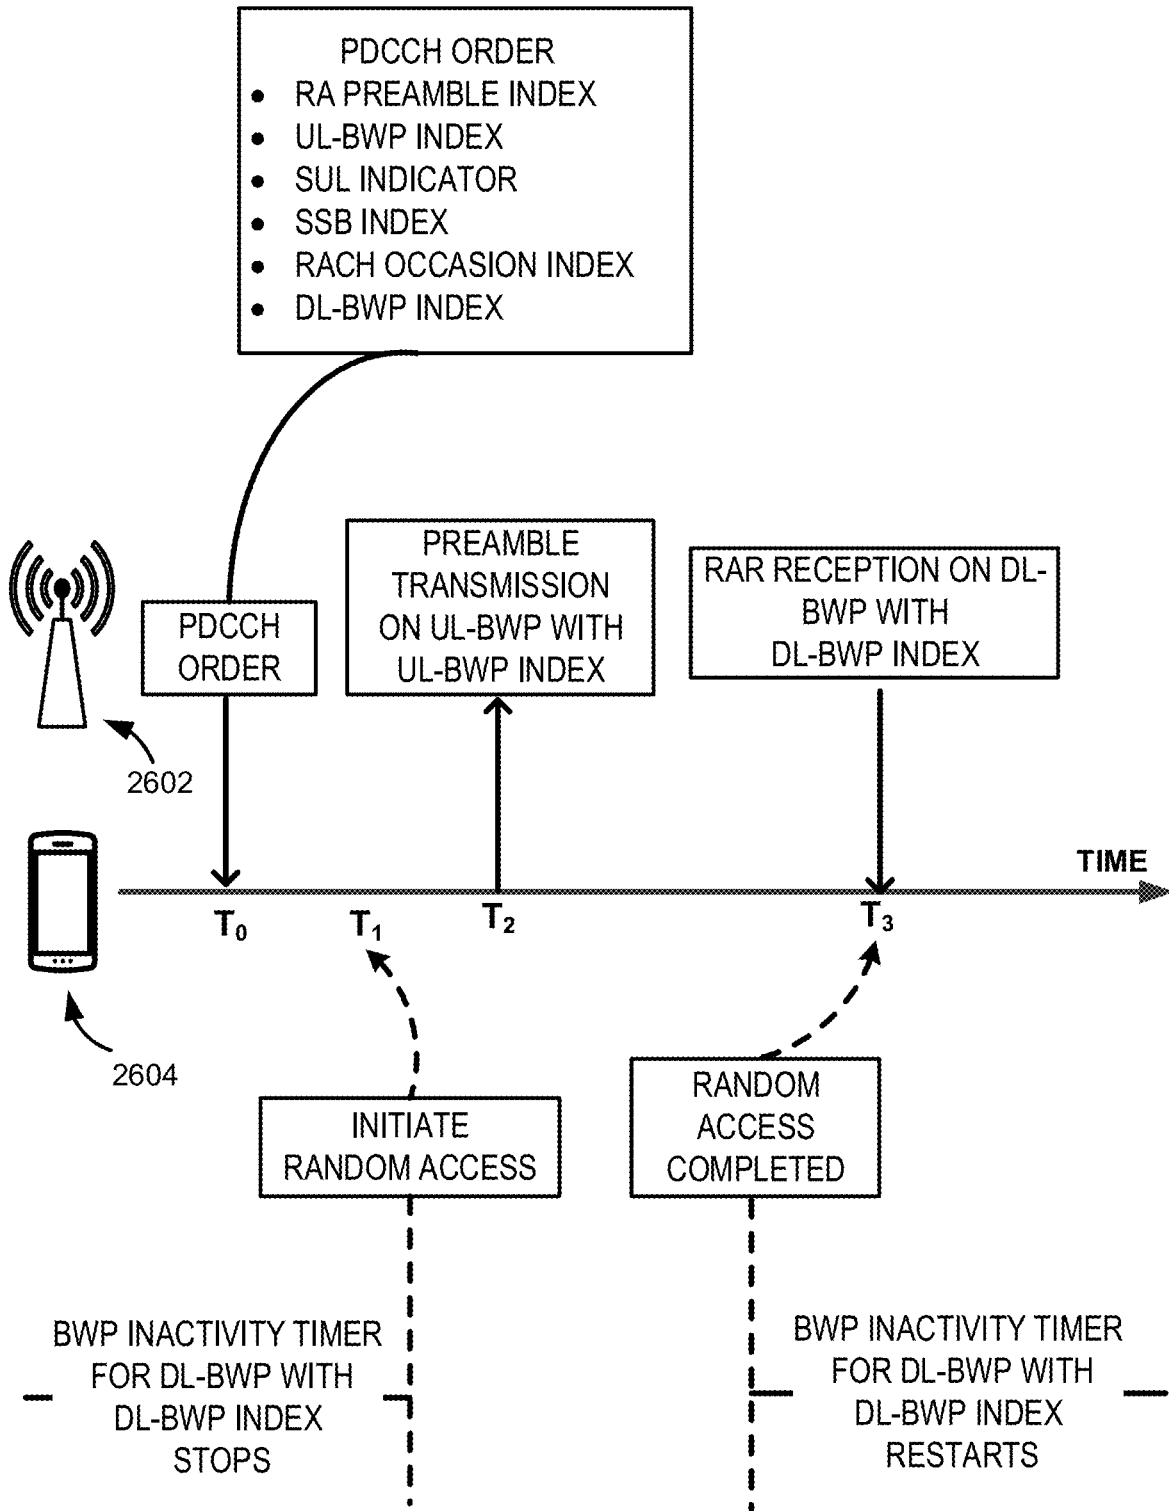 PDCCH ORDER
• RA PREAMBLE INDEX
• UL-BWP INDEX
• SUL INDICATOR
• SSB INDEX
• RACH OCCASION INDEX
• DL-BWP INDEX
PDCCH
ORDER
PREAMBLE
TRANSMISSION
ON UL-BWP WITH
UL-BWP INDEX
RAR RECEPTION ON DL-
BWP WITH
DL-BWP INDEX
2602
TIME
T₀
T₁
T₂
T₃
2604
INITIATE
RANDOM ACCESS
RANDOM
ACCESS
COMPLETED
BWP INACTIVITY TIMER
FOR DL-BWP WITH
DL-BWP INDEX
STOPS
BWP INACTIVITY TIMER
FOR DL-BWP WITH
DL-BWP INDEX
RESTARTS